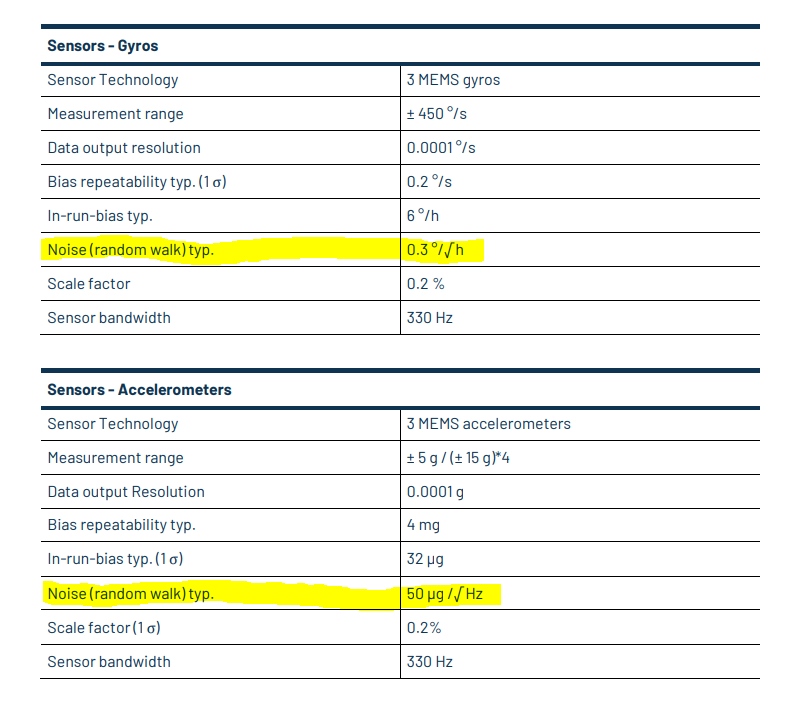 Sensors - Gyros
Sensor Technology 3 MEMS gyros
Measurement range ± 450 °/s
Data output resolution 0.0001 °/s
Bias repeatability typ. (1 σ) 0.2 °/s
In-run-bias typ. 6 °/h
Noise (random walk) typ. 0.3 °/√h
Scale factor 0.2 %
Sensor bandwidth 330 Hz
Sensors - Accelerometers
Sensor Technology 3 MEMS accelerometers
Measurement range ± 5 g / (± 15 g)*4
Data output Resolution 0.0001 g
Bias repeatability typ. 4 mg
In-run-bias typ. (1 σ) 32 µg
Noise (random walk) typ. 50 µg /√Hz
Scale factor (1 σ) 0.2%
Sensor bandwidth 330 Hz